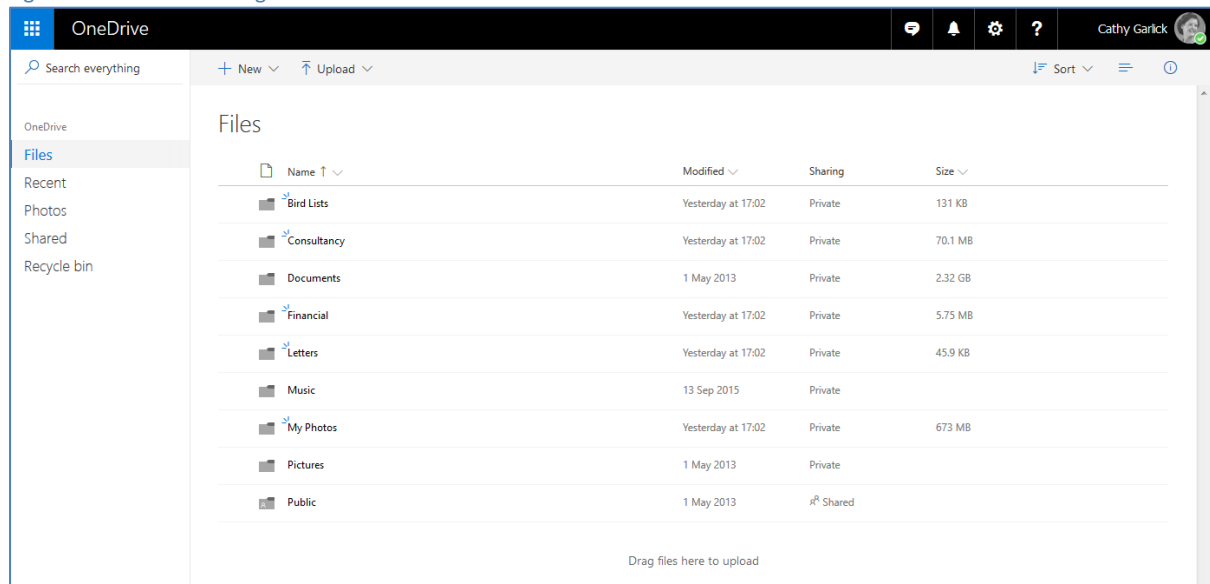 OneDrive ? Cathy Garlick
Search everything + New Upload Sort
OneDrive
Files
Recent
Photos
Shared
Recycle bin
Files
Name ↑ Modified Sharing Size
Bird Lists Yesterday at 17:02 Private 131 KB
Consultancy Yesterday at 17:02 Private 70.1 MB
Documents 1 May 2013 Private 2.32 GB
Financial Yesterday at 17:02 Private 5.75 MB
Letters Yesterday at 17:02 Private 45.9 KB
Music 13 Sep 2015 Private
My Photos Yesterday at 17:02 Private 673 MB
Pictures 1 May 2013 Private
Public 1 May 2013 Shared
Drag files here to upload